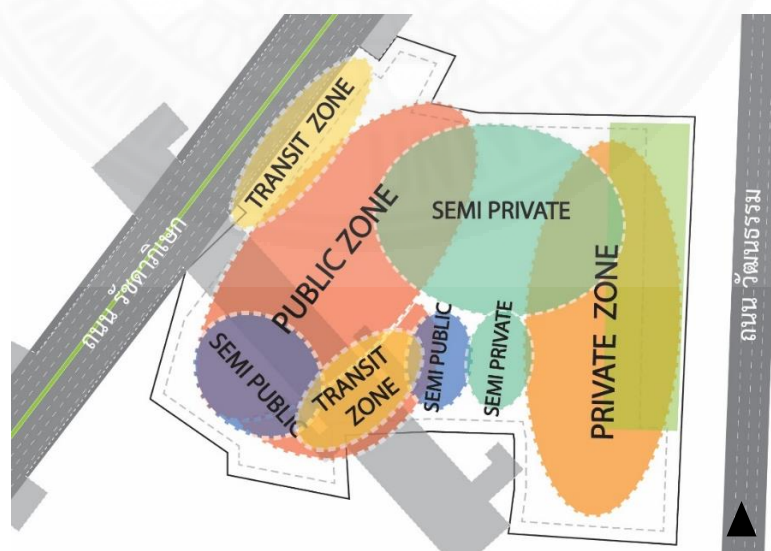 TRANSIT ZONE
PUBLIC ZONE
SEMI PRIVATE
PRIVATE ZONE
SEMI PUBLIC
TRANSIT
ZONE
SEMI PUBLIC
SEMI PRIVATE
ถนน รัชดาภิเษก
ถนน วัฒนธรรม